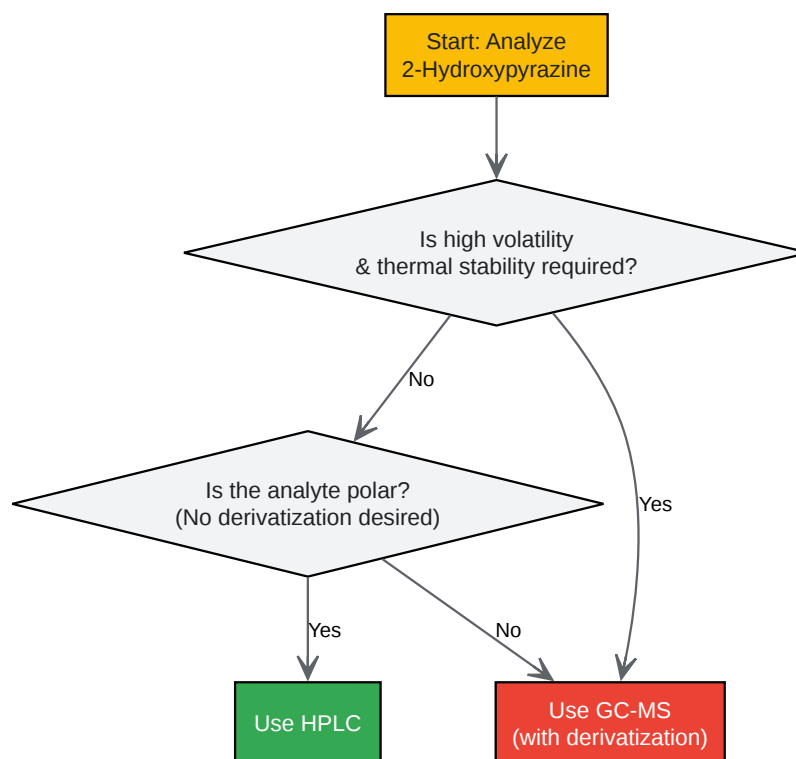 Start: Analyze
2-Hydroxypyrazine
Is high volatility
& thermal stability required?
No
Is the analyte polar?
(No derivatization desired)
Yes
Yes
No
Use HPLC
Use GC-MS
(with derivatization)